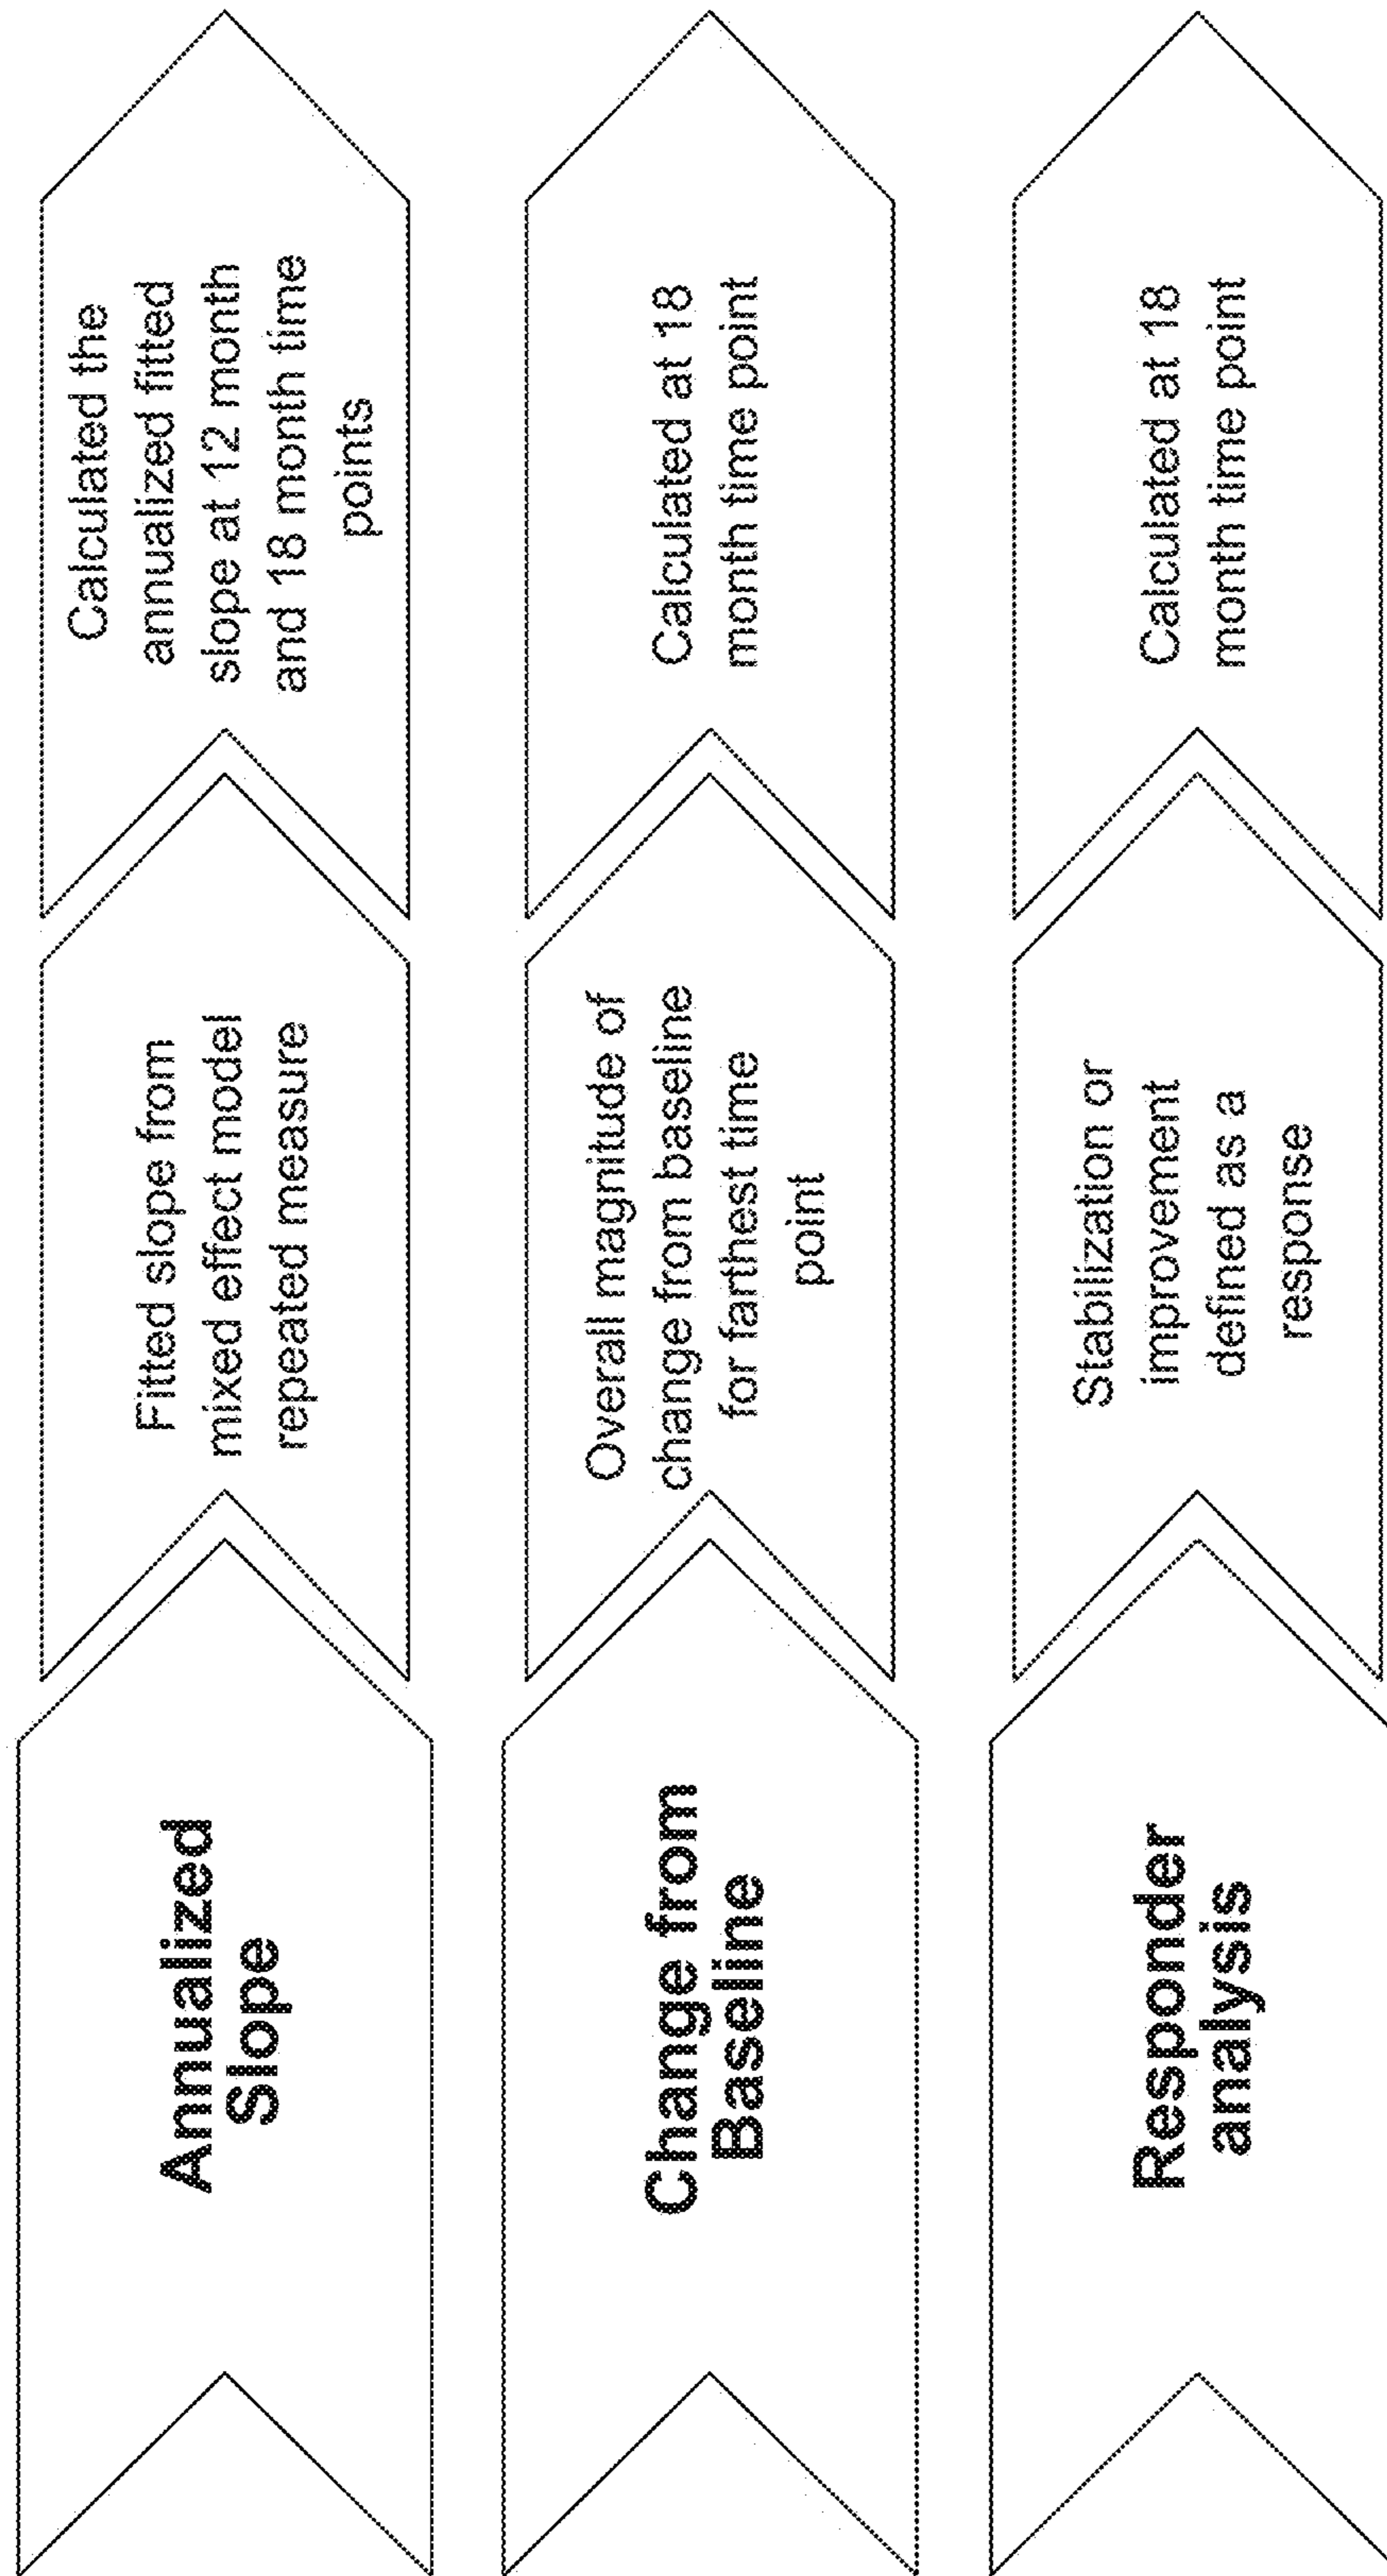 Annualized
Slope
Fitted slope from
mixed effect model
repeated measure
Calculated the
annualized fitted
slope at 12 month
and 18 month time
points
Change from
Baseline
Overall magnitude of
change from baseline
for farthest time
point
Calculated at 18
month time point
Responder
analysis
Stabilization or
improvement
defined as a
response
Calculated at 18
month time point